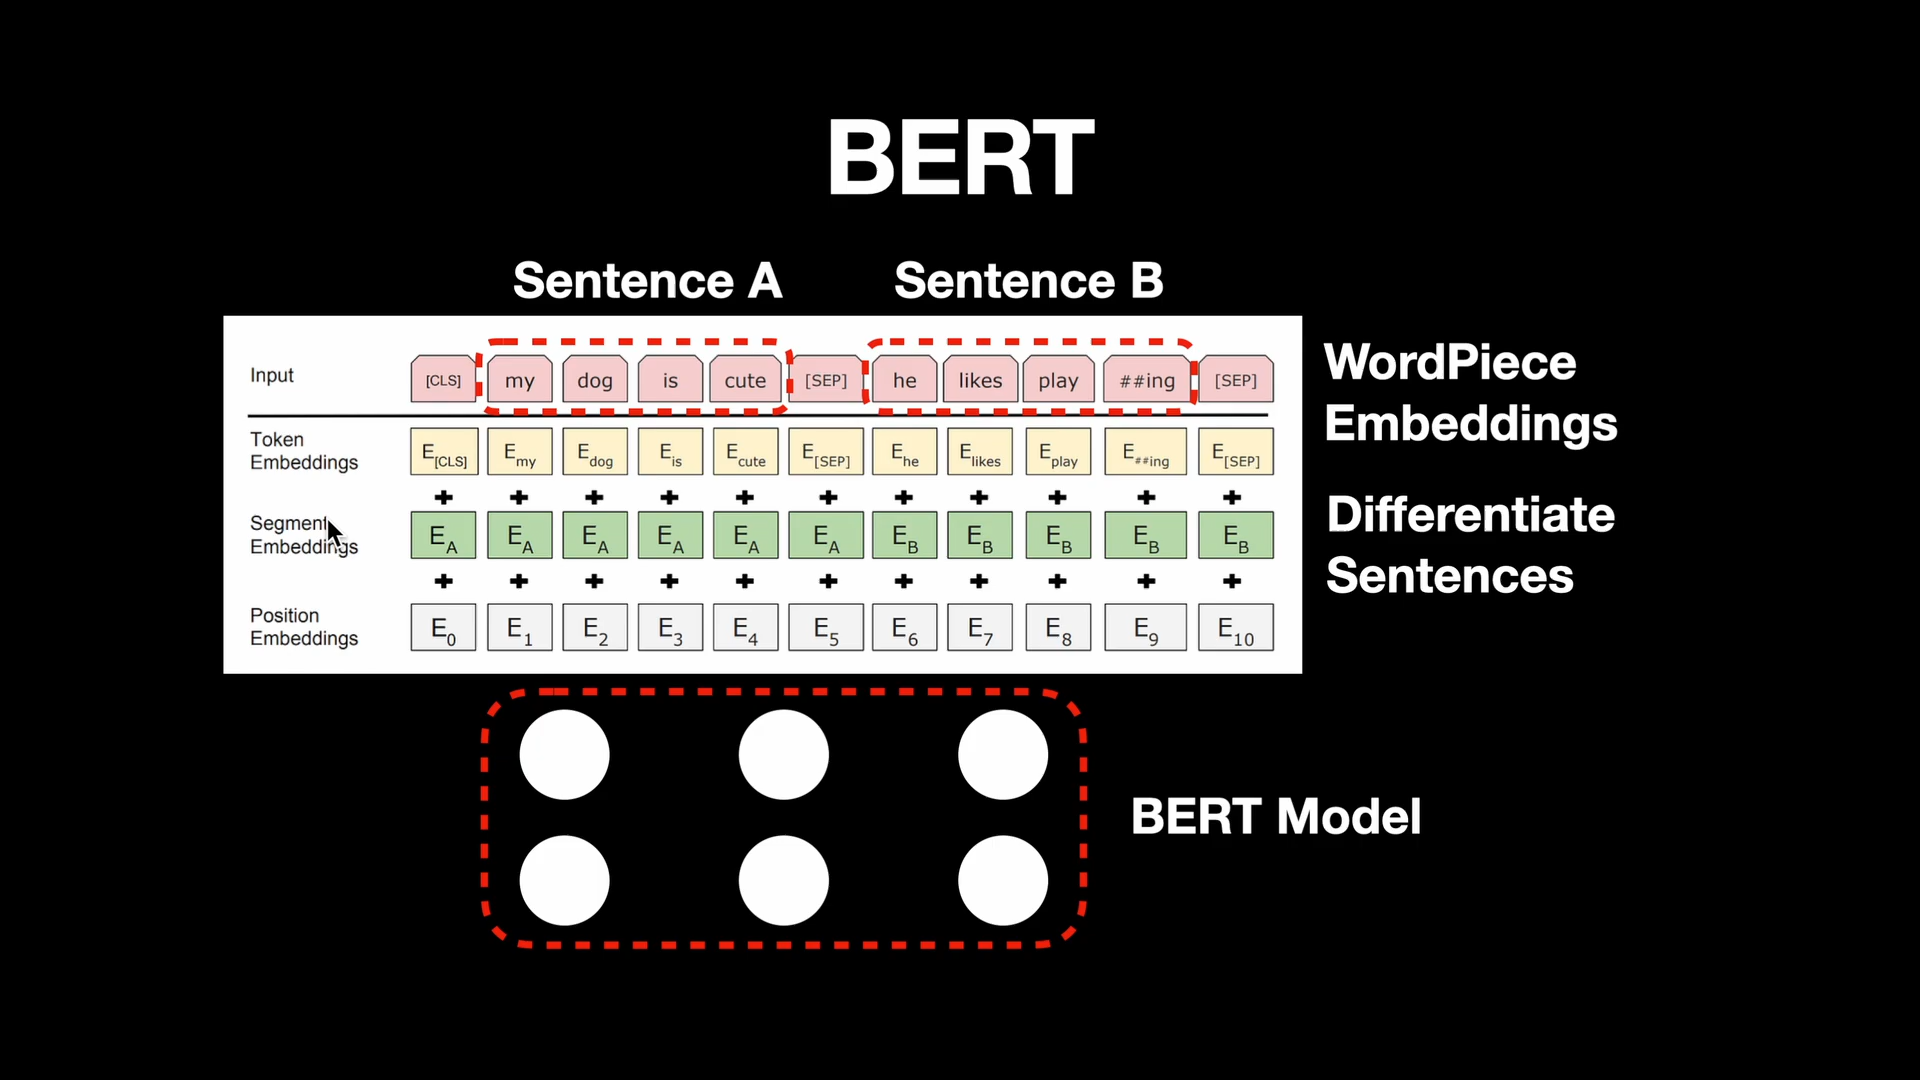 BERT
Sentence A Sentence B
Input [CLS] my dog is cute [SEP] he likes play ##ing [SEP]
WordPiece
Embeddings
Token
Embeddings E[CLS] Emy Edog Eis Ecute E[SEP] Ehe Elikes Eplay E##ing E[SEP]
+ + + + + + + + + + +
Segment
Embeddings EA EA EA EA EA EA EB EB EB EB EB
Differentiate
Sentences
+ + + + + + + + + + +
Position
Embeddings E0 E1 E2 E3 E4 E5 E6 E7 E8 E9 E10
BERT Model